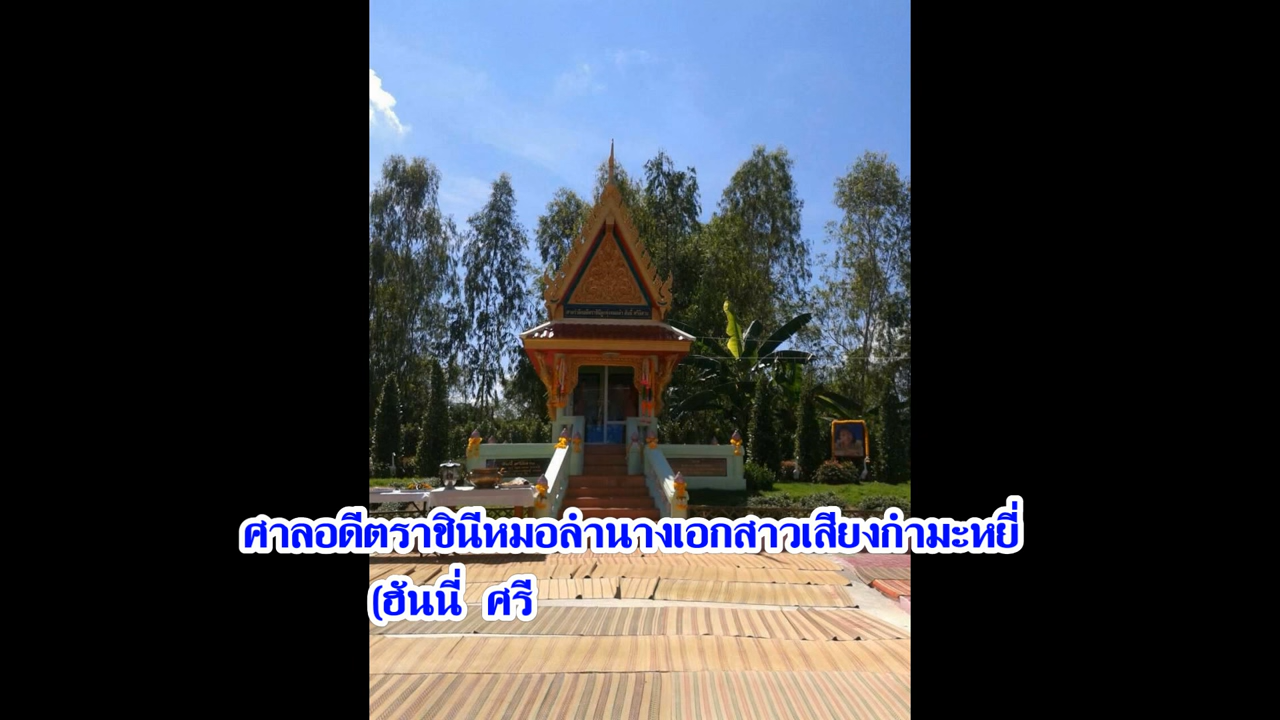 ศาลอดีตราชินีหมอลำนางเอกสาวเสียงกำมะหยี่
(ฮันนี่ ศรี